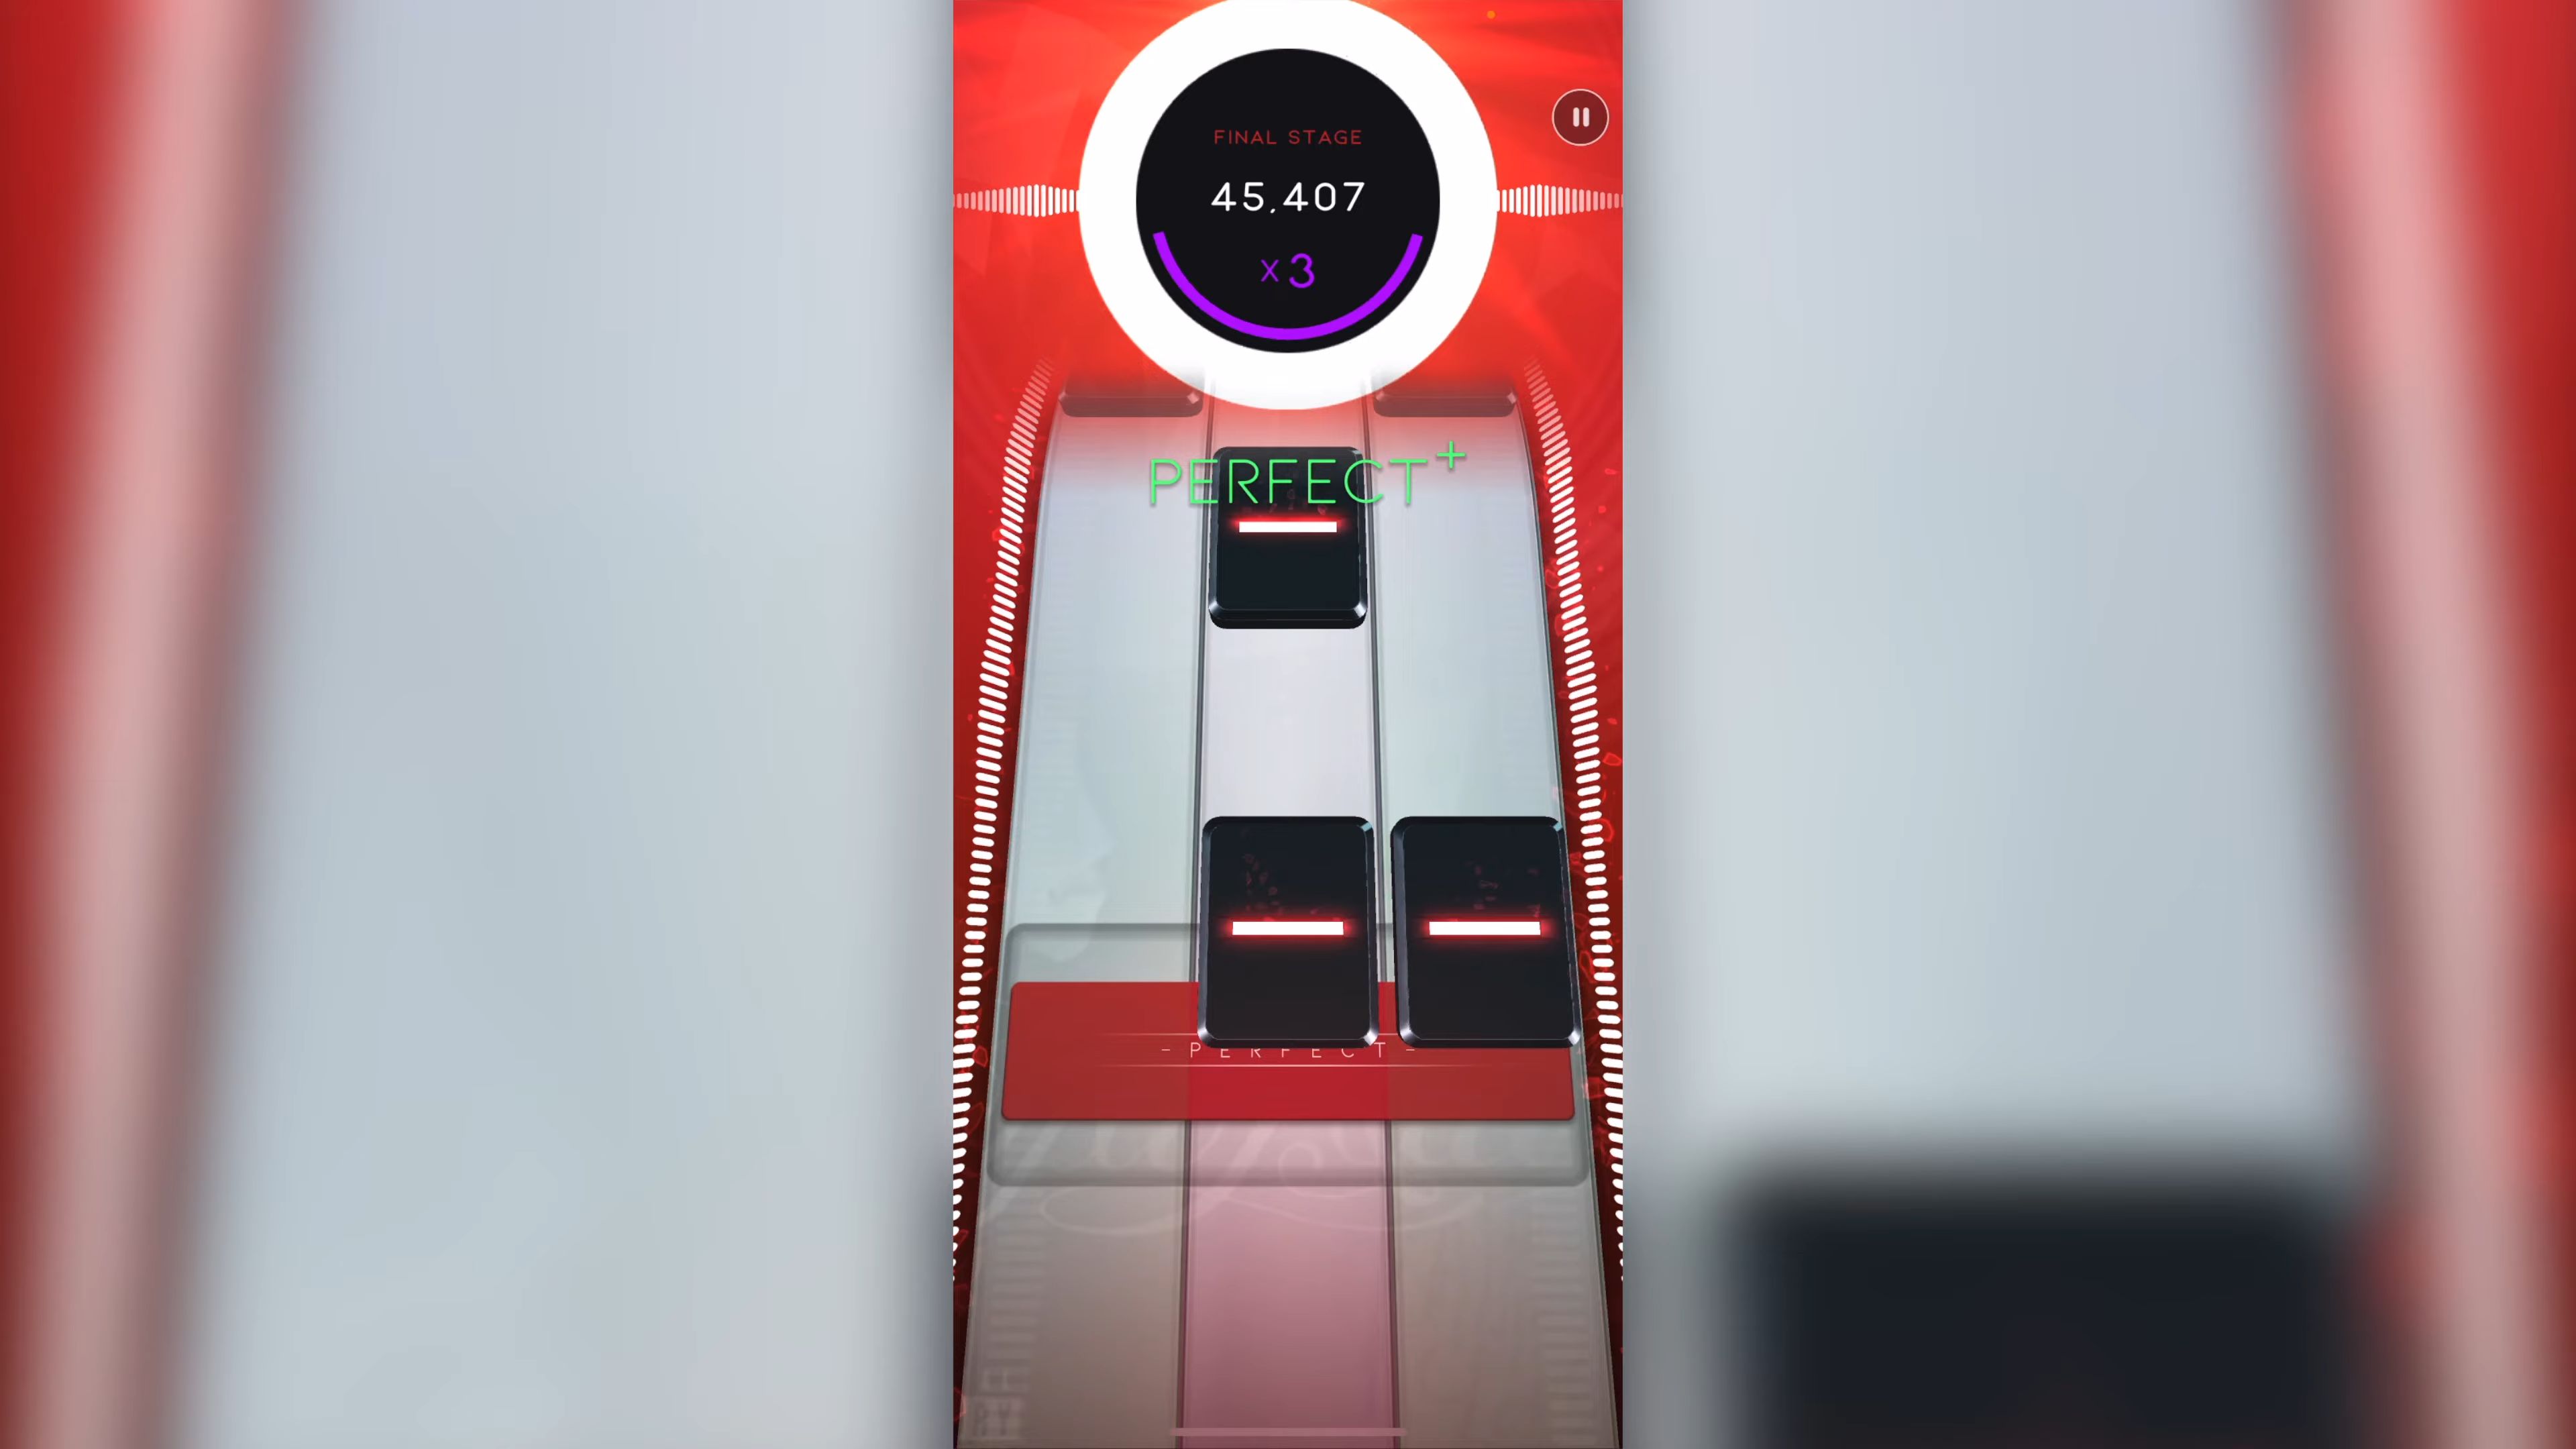 FINAL STAGE
45,407
x3
PERFECT+
- PERFECT -